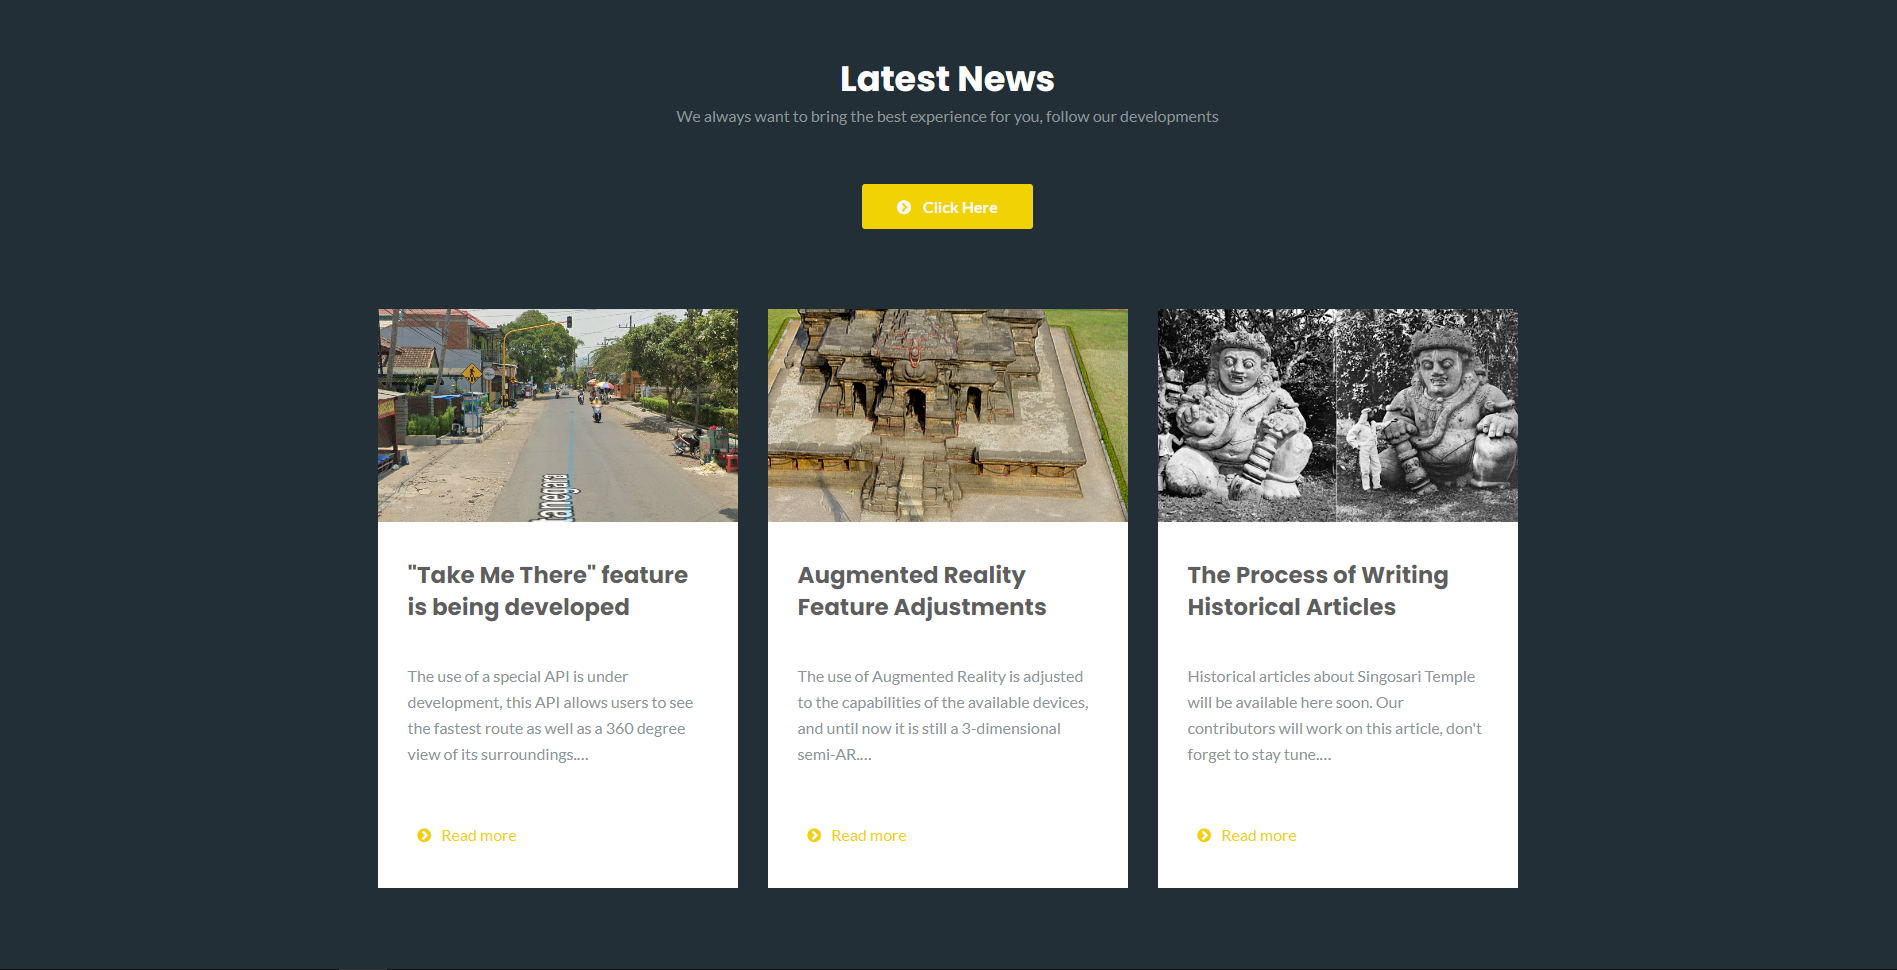 Latest News
We always want to bring the best experience for you, follow our developments
Click Here
tanegara
"Take Me There" feature
is being developed
The use of a special API is under
development, this API allows users to see
the fastest route as well as a 360 degree
view of its surroundings....
Read more
Augmented Reality
Feature Adjustments
The use of Augmented Reality is adjusted
to the capabilities of the available devices,
and until now it is still a 3-dimensional
semi-AR....
Read more
The Process of Writing
Historical Articles
Historical articles about Singosari Temple
will be available here soon. Our
contributors will work on this article, don't
forget to stay tune....
Read more